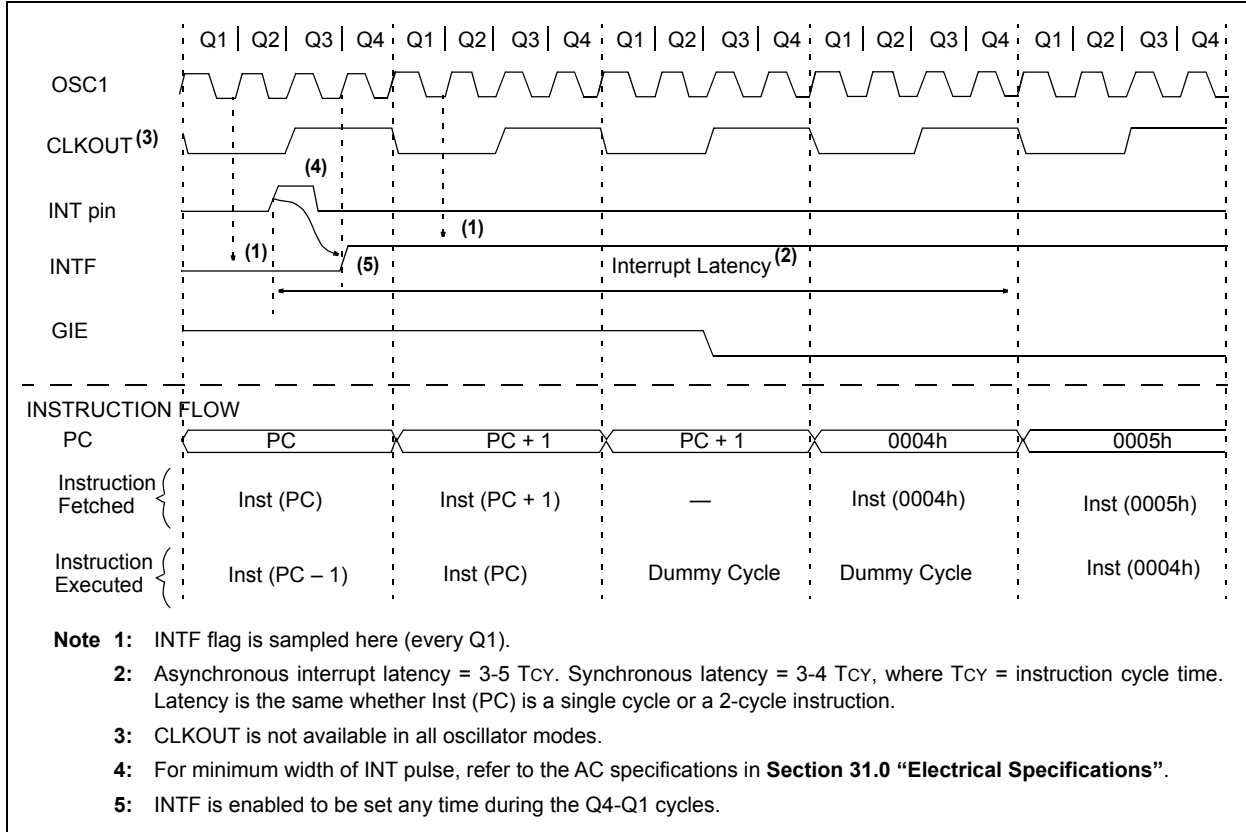 Q1 Q2 Q3 Q4 Q1 Q2 Q3 Q4 Q1 Q2 Q3 Q4 Q1 Q2 Q3 Q4 Q1 Q2 Q3 Q4
OSC1
CLKOUT (3)
(4)
INT pin
(1)
(1)
INTF
(5)
Interrupt Latency (2)
GIE
INSTRUCTION FLOW
PC PC PC + 1 PC + 1 0004h 0005h
Instruction
Fetched
Inst (PC) Inst (PC + 1) — Inst (0004h) Inst (0005h)
Instruction
Executed
Inst (PC – 1) Inst (PC) Dummy Cycle Dummy Cycle Inst (0004h)
Note 1: INTF flag is sampled here (every Q1).
2: Asynchronous interrupt latency = 3-5 TCY. Synchronous latency = 3-4 TCY, where TCY = instruction cycle time.
Latency is the same whether Inst (PC) is a single cycle or a 2-cycle instruction.
3: CLKOUT is not available in all oscillator modes.
4: For minimum width of INT pulse, refer to the AC specifications in Section 31.0 “Electrical Specifications”.
5: INTF is enabled to be set any time during the Q4-Q1 cycles.